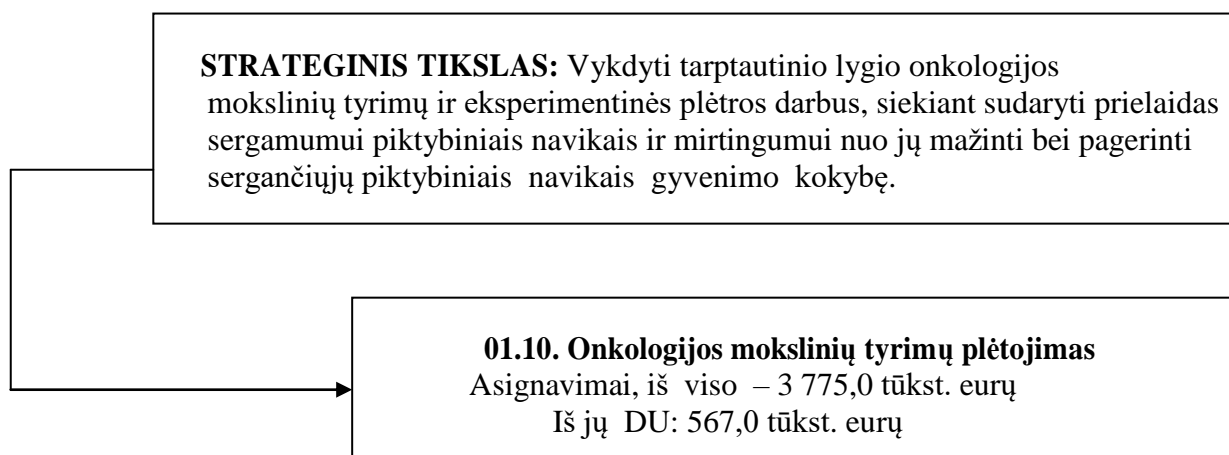 STRATEGINIS TIKSLAS: Vykdyti tarptautinio lygio onkologijos
mokslinių tyrimų ir eksperimentinės plėtros darbus, siekiant sudaryti prielaidas
sergamumui piktybiniais navikais ir mirtingumui nuo jų mažinti bei pagerinti
sergančiųjų piktybiniais navikais gyvenimo kokybę.
01.10. Onkologijos mokslinių tyrimų plėtojimas
Asignavimai, iš viso – 3 775,0 tūkst. eurų
Iš jų DU: 567,0 tūkst. eurų